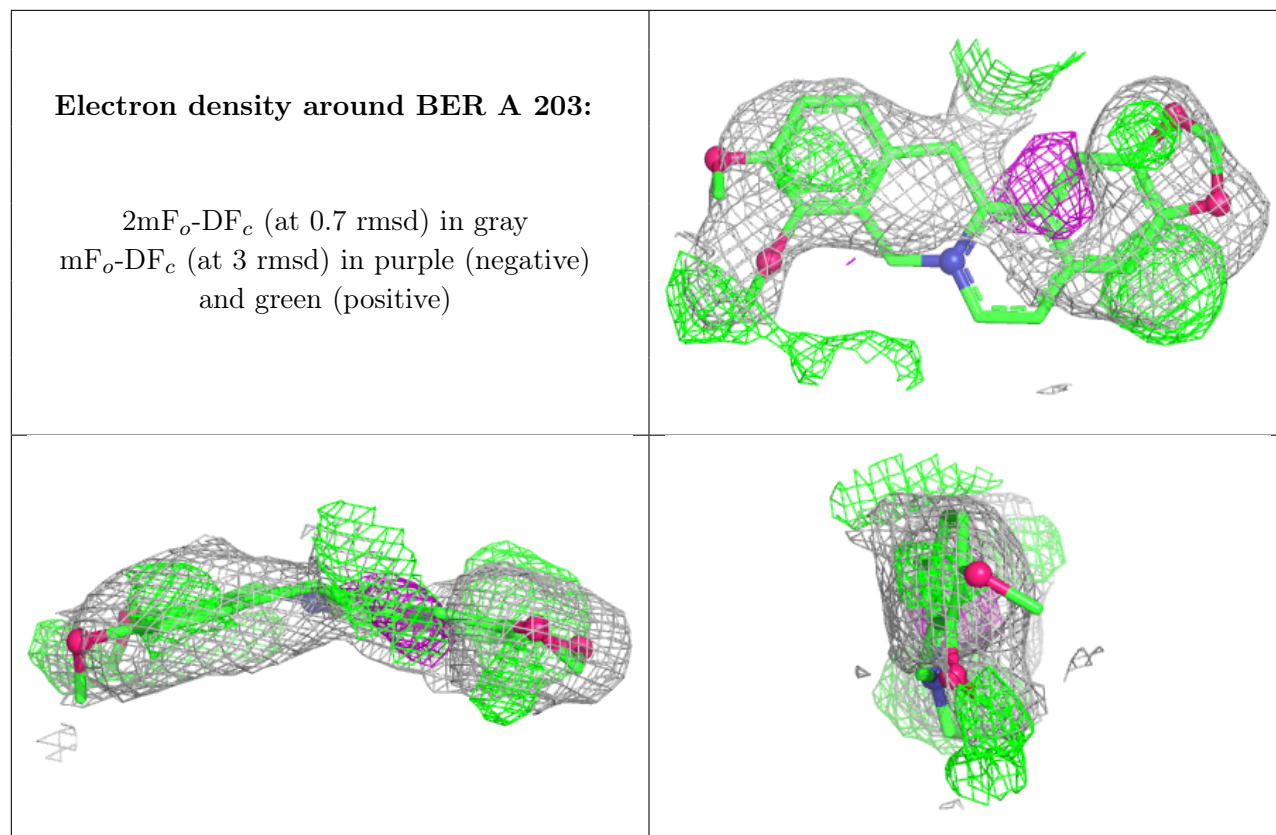 Electron density around BER A 203:
2mFo-DFc (at 0.7 rmsd) in gray
mFo-DFc (at 3 rmsd) in purple (negative)
and green (positive)